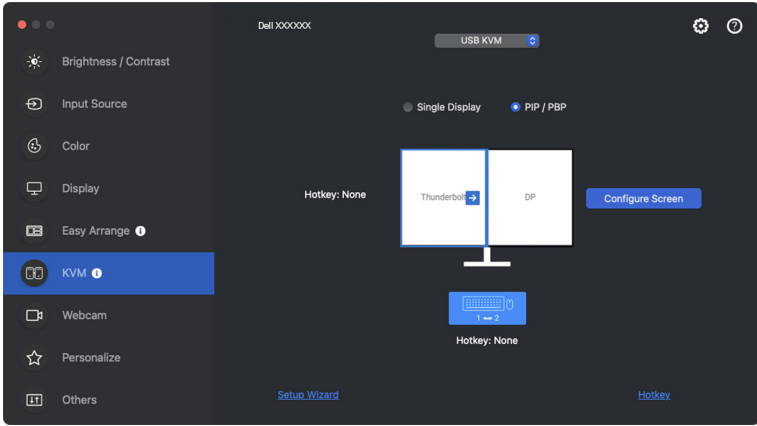 Dell XXXXXX
USB KVM
Brightness / Contrast
Input Source
Color
Display
Easy Arrange
KVM
Webcam
Personalize
Others
Single Display
PIP / PBP
Hotkey: None
Thunderbolt
DP
Configure Screen
1 ↔ 2
Hotkey: None
Setup Wizard
Hotkey